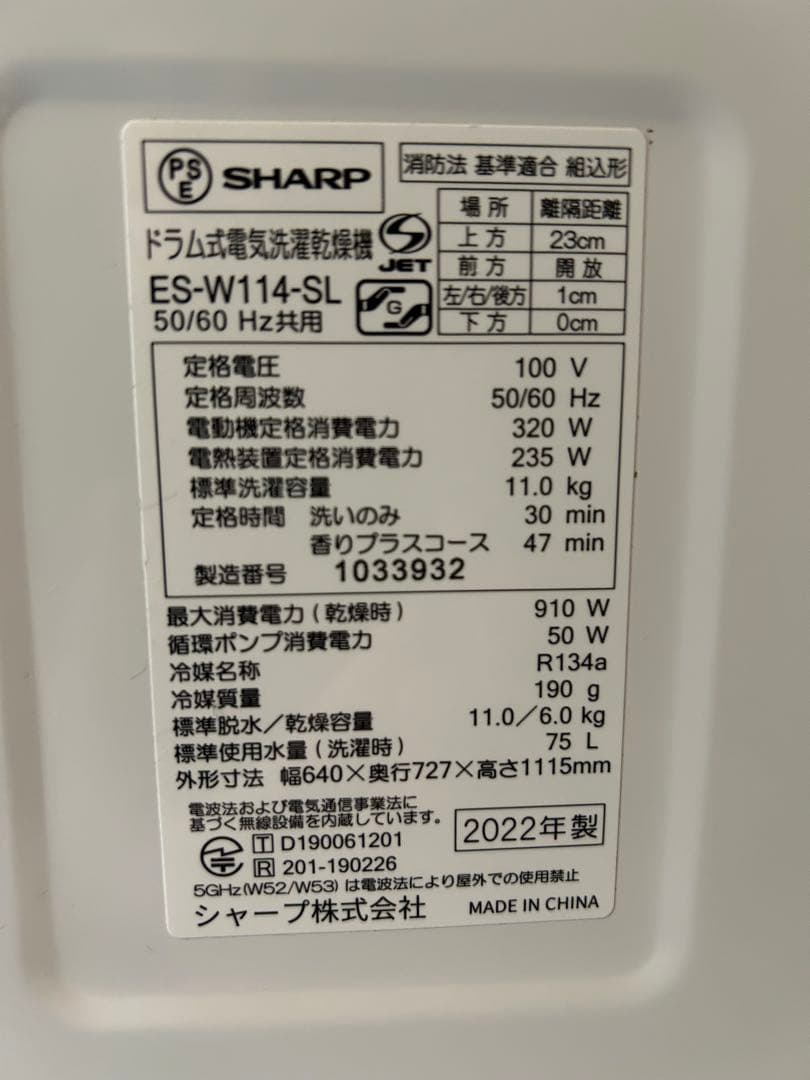 PSE SHARP
消防法 基準適合 組込形
場所 離隔距離
上方 23cm
前方 開放
左/右/後方 1cm
下方 0cm
ドラム式電気洗濯乾燥機
S JET
ES-W114-SL
G
50/60 Hz共用
定格電圧 100 V
定格周波数 50/60 Hz
電動機定格消費電力 320 W
電熱装置定格消費電力 235 W
標準洗濯容量 11.0 kg
定格時間 洗いのみ 30 min
香りプラスコース 47 min
製造番号 1033932
最大消費電力(乾燥時) 910 W
循環ポンプ消費電力 50 W
冷媒名称 R134a
冷媒質量 190 g
標準脱水/乾燥容量 11.0/6.0 kg
標準使用水量(洗濯時) 75 L
外形寸法 幅640×奥行727×高さ1115mm
電波法および電気通信事業法に
基づく無線設備を内蔵しています。
2022年製
T D190061201
R 201-190226
5GHz(W52/W53)は電波法により屋外での使用禁止
シャープ株式会社 MADE IN CHINA